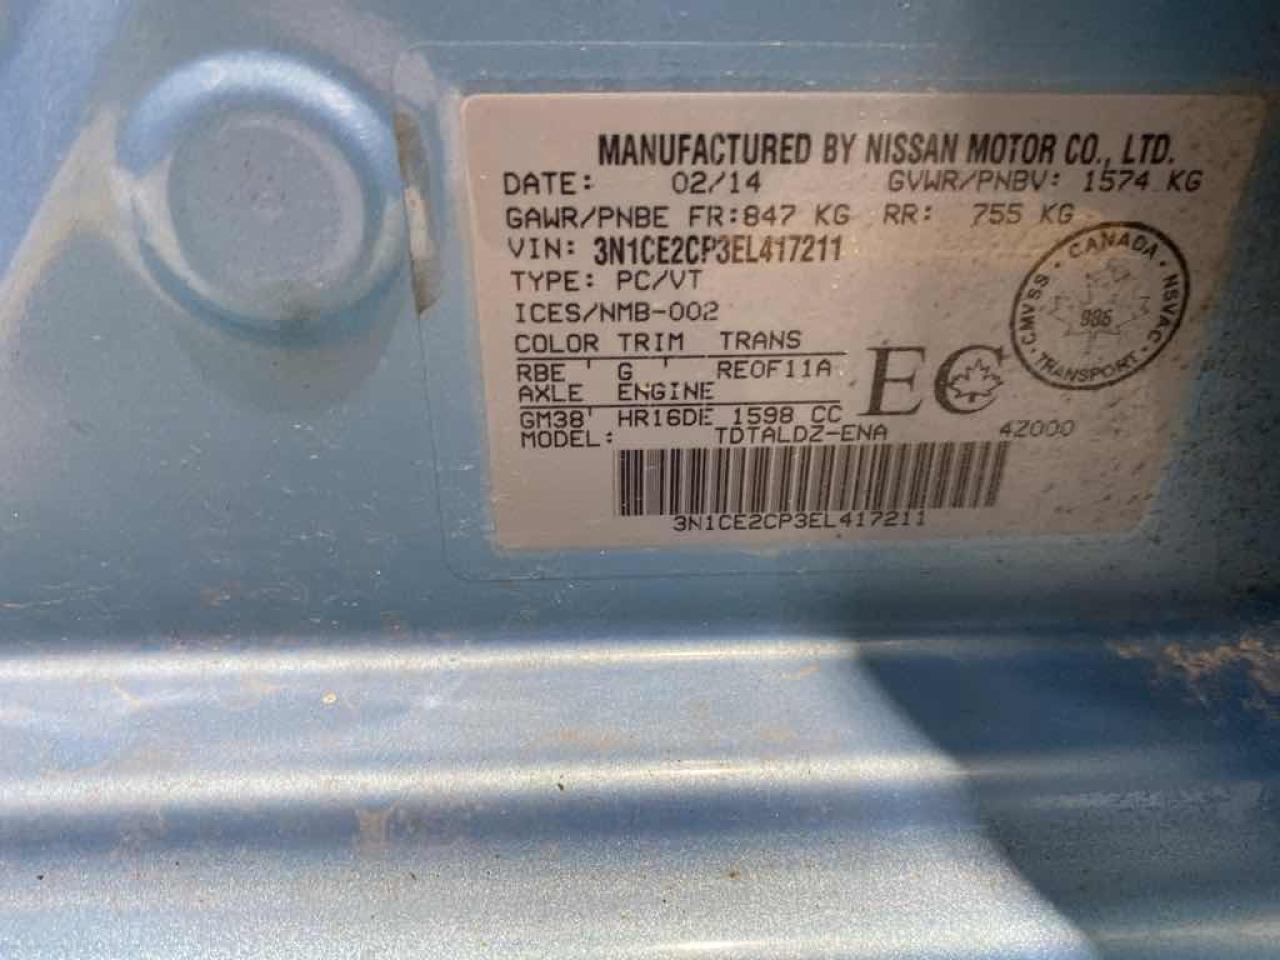 MANUFACTURED BY NISSAN MOTOR CO., LTD.
DATE: 02/14 GVWR/PNBV: 1574 KG
GAWR/PNBE FR:847 KG RR: 755 KG
VIN: 3N1CE2CP3EL417211
TYPE: PC/VT
ICES/NMB-002
COLOR TRIM TRANS
RBE ' G ' RE0F11A
AXLE ENGINE
GM38' HR16DE 1598 CC
MODEL: TDTALDZ-ENA 4Z000
3N1CE2CP3EL417211
EC
CANADA · NSVAC · TRANSPORT · CMVSS ·
986